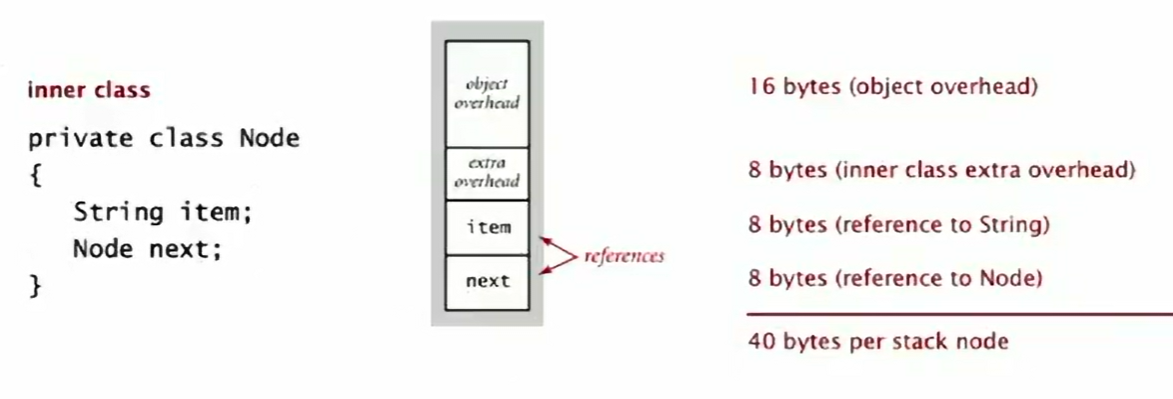 inner class
private class Node
{
String item;
Node next;
}
object
overhead
extra
overhead
item
next
references
16 bytes (object overhead)
8 bytes (inner class extra overhead)
8 bytes (reference to String)
8 bytes (reference to Node)
40 bytes per stack node